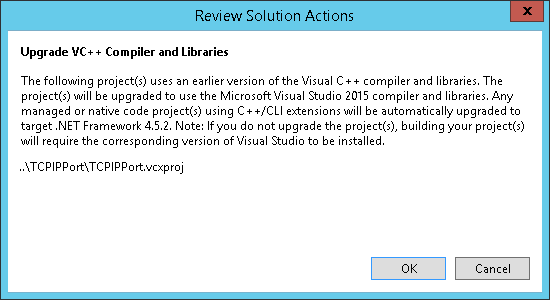 Review Solution Actions
x
Upgrade VC++ Compiler and Libraries
The following project(s) uses an earlier version of the Visual C++ compiler and libraries. The
project(s) will be upgraded to use the Microsoft Visual Studio 2015 compiler and libraries. Any
managed or native code project(s) using C++/CLI extensions will be automatically upgraded to
target .NET Framework 4.5.2. Note: If you do not upgrade the project(s), building your project(s)
will require the corresponding version of Visual Studio to be installed.
..\TCPIPPort\TCPIPPort.vcxproj
OK
Cancel